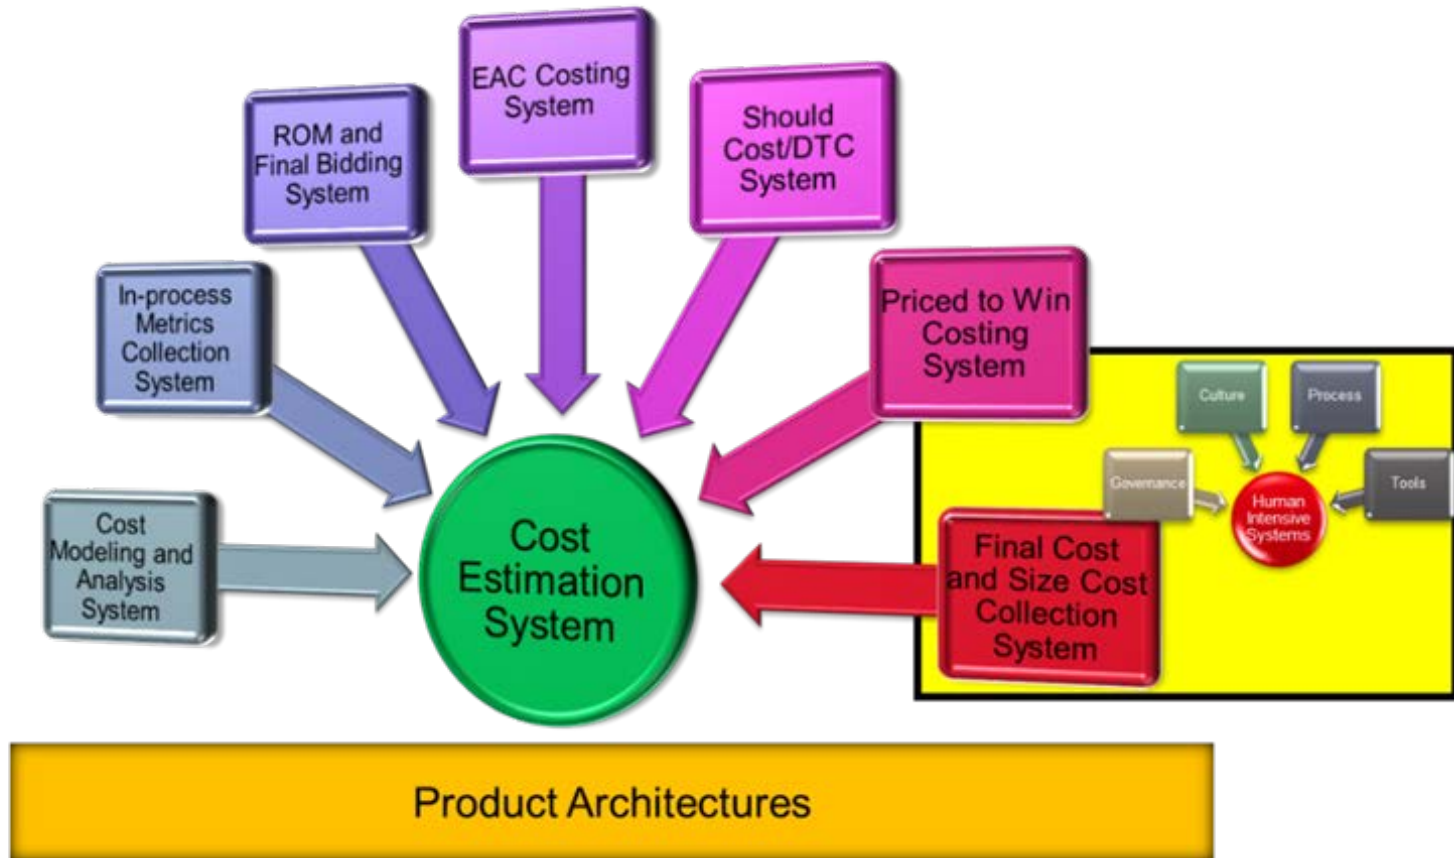 EAC Costing
System
ROM and
Final Bidding
System
Should
Cost/DTC
System
In-process
Metrics
Collection
System
Priced to Win
Costing
System
Cost
Modeling and
Analysis
System
Cost
Estimation
System
Final Cost
and Size Cost
Collection
System
Culture
Process
Governance
Tools
Human
Intensive
Systems
Product Architectures